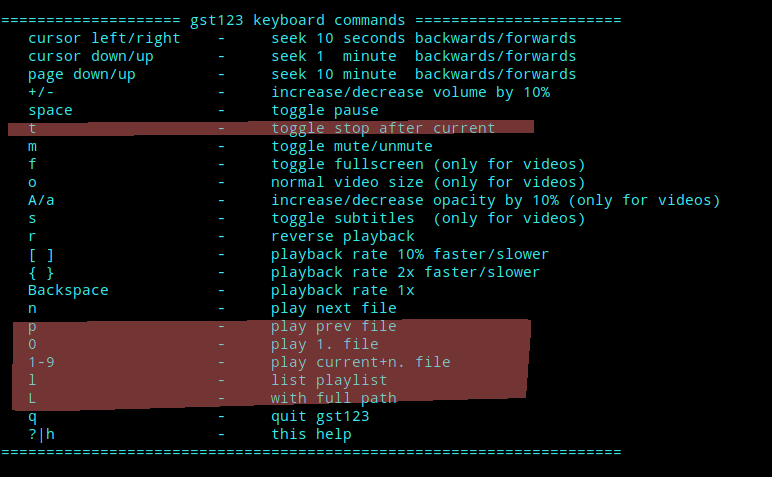 ==================== gst123 keyboard commands =======================
cursor left/right - seek 10 seconds backwards/forwards
cursor down/up - seek 1 minute backwards/forwards
page down/up - seek 10 minute backwards/forwards
+/- - increase/decrease volume by 10%
space - toggle pause
t - toggle stop after current
m - toggle mute/unmute
f - toggle fullscreen (only for videos)
o - normal video size (only for videos)
A/a - increase/decrease opacity by 10% (only for videos)
s - toggle subtitles (only for videos)
r - reverse playback
[ ] - playback rate 10% faster/slower
{ } - playback rate 2x faster/slower
Backspace - playback rate 1x
n - play next file
p - play prev file
0 - play 1. file
1-9 - play current+n. file
l - list playlist
L - with full path
q - quit gst123
?|h - this help
=====================================================================